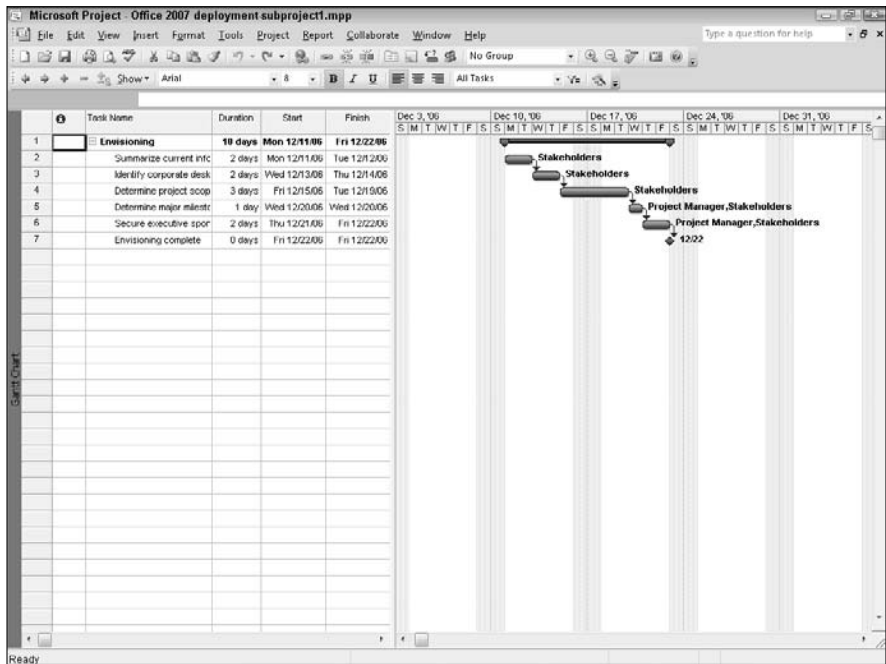 Microsoft Project - Office 2007 deployment subproject1.mpp
File Edit View Insert Format Tools Project Report Collaborate Window Help
Type a question for help
No Group
Show Arial 8 B I U All Tasks
Task Name Duration Start Finish
Dec 3, '06 Dec 10, '06 Dec 17, '06 Dec 24, '06 Dec 31, '06
S M T W T F S S M T W T F S S M T W T F S S M T W T F S S M T W T F S
1 Envisioning 10 days Mon 12/11/06 Fri 12/22/06
2 Summarize current infc 2 days Mon 12/11/06 Tue 12/12/06 Stakeholders
3 Identify corporate desk 2 days Wed 12/13/06 Thu 12/14/06 Stakeholders
4 Determine project scop 3 days Fri 12/15/06 Tue 12/19/06 Stakeholders
5 Determine major milestc 1 day Wed 12/20/06 Wed 12/20/06 Project Manager,Stakeholders
6 Secure executive spor 2 days Thu 12/21/06 Fri 12/22/06 Project Manager,Stakeholders
7 Envisioning complete 0 days Fri 12/22/06 Fri 12/22/06 12/22
Gantt Chart
Ready